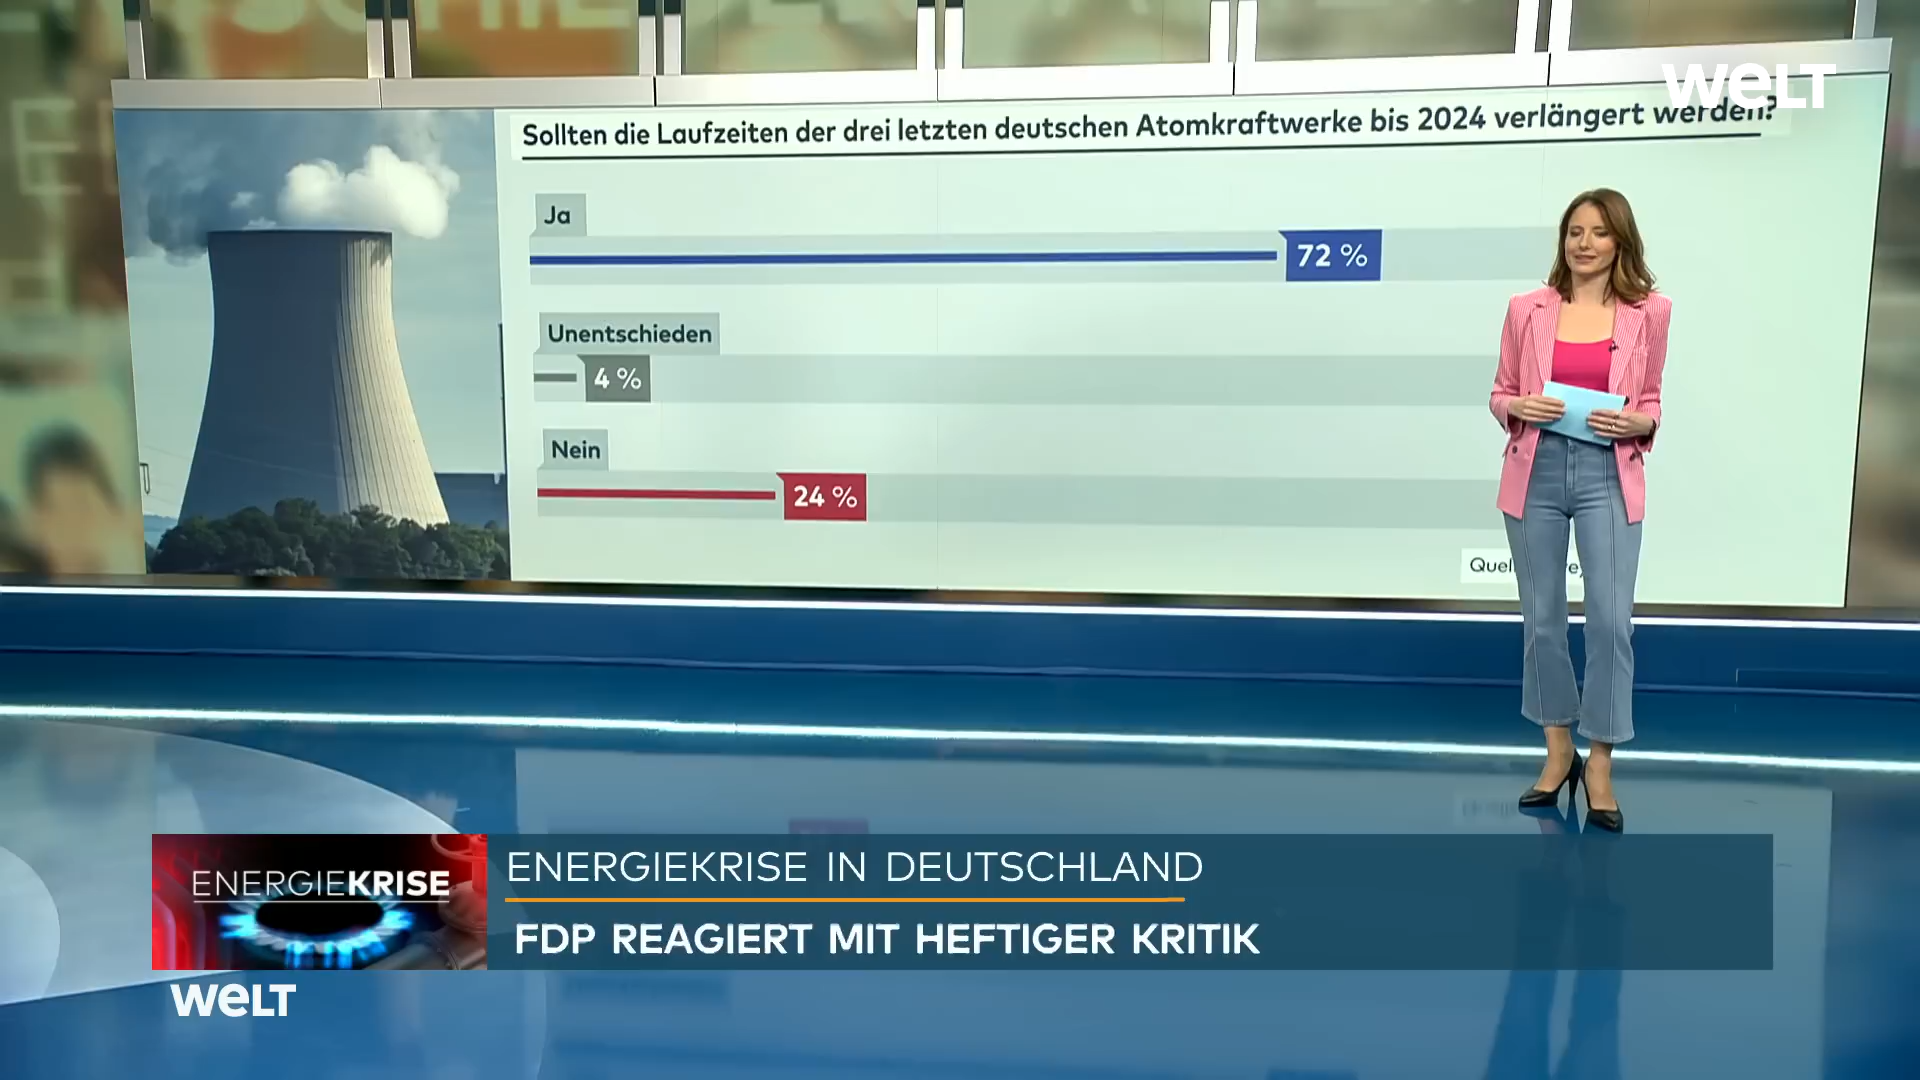 WELT
Sollten die Laufzeiten der drei letzten deutschen Atomkraftwerke bis 2024 verlängert werden?
Ja
72 %
Unentschieden
4 %
Nein
24 %
ENERGIEKRISE
ENERGIEKRISE IN DEUTSCHLAND
FDP REAGIERT MIT HEFTIGER KRITIK
WELT